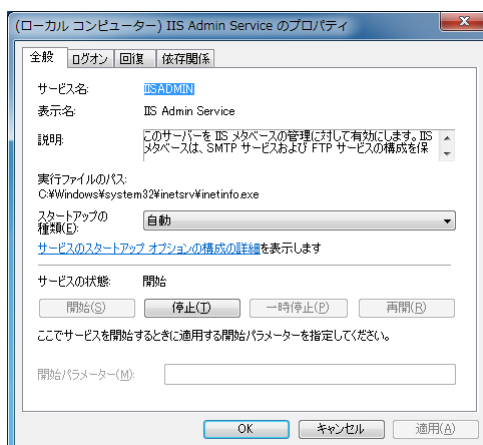 (ローカル コンピューター) IIS Admin Service のプロパティ
全般 ログオン 回復 依存関係
サービス名: IISADMIN
表示名: IIS Admin Service
説明: このサーバーを IIS メタベースの管理に対して有効にします。IIS
メタベースは、SMTP サービスおよび FTP サービスの構成を保
実行ファイルのパス:
C:¥Windows¥system32¥inetsrv¥inetinfo.exe
スタートアップの
種類(E): 自動
サービスのスタートアップ オプションの構成の詳細を表示します
サービスの状態: 開始
開始(S) 停止(T) 一時停止(P) 再開(R)
ここでサービスを開始するときに適用する開始パラメーターを指定してください。
開始パラメーター(M):
OK キャンセル 適用(A)